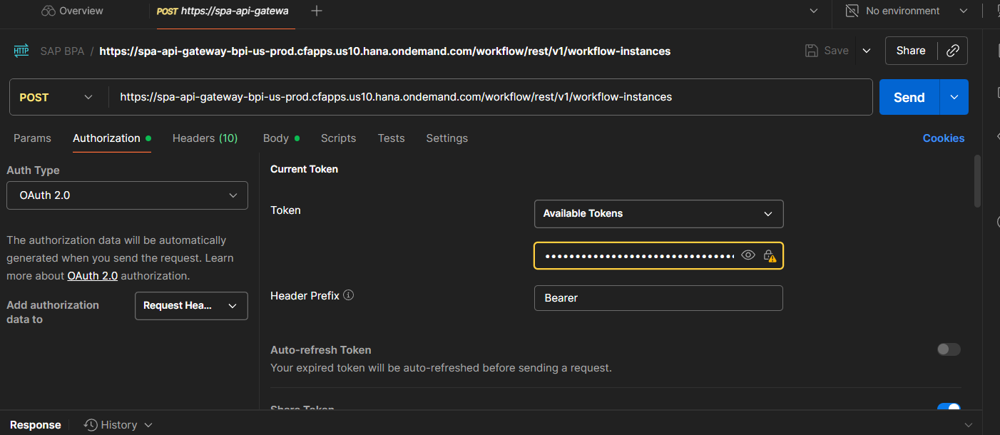 Overview
POST https://spa-api-gatewa
No environment
HTTP
SAP BPA / https://spa-api-gateway-bpi-us-prod.cfapps.us10.hana.ondemand.com/workflow/rest/v1/workflow-instances
Save
Share
POST
https://spa-api-gateway-bpi-us-prod.cfapps.us10.hana.ondemand.com/workflow/rest/v1/workflow-instances
Send
Params
Authorization
Headers (10)
Body
Scripts
Tests
Settings
Cookies
Auth Type
OAuth 2.0
The authorization data will be automatically
generated when you send the request. Learn
more about OAuth 2.0 authorization.
Add authorization
data to
Request Hea...
Current Token
Token
Available Tokens
Header Prefix
Bearer
Auto-refresh Token
Your expired token will be auto-refreshed before sending a request.
Share Token
Response
History